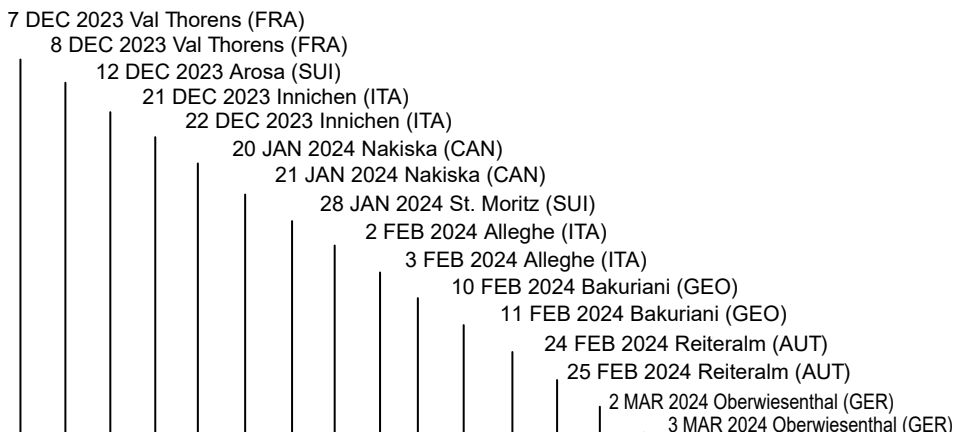 7 DEC 2023 Val Thorens (FRA)
8 DEC 2023 Val Thorens (FRA)
12 DEC 2023 Arosa (SUI)
21 DEC 2023 Innichen (ITA)
22 DEC 2023 Innichen (ITA)
20 JAN 2024 Nakiska (CAN)
21 JAN 2024 Nakiska (CAN)
28 JAN 2024 St. Moritz (SUI)
2 FEB 2024 Alleghe (ITA)
3 FEB 2024 Alleghe (ITA)
10 FEB 2024 Bakuriani (GEO)
11 FEB 2024 Bakuriani (GEO)
24 FEB 2024 Reiteralm (AUT)
25 FEB 2024 Reiteralm (AUT)
2 MAR 2024 Oberwiesenthal (GER)
3 MAR 2024 Oberwiesenthal (GER)